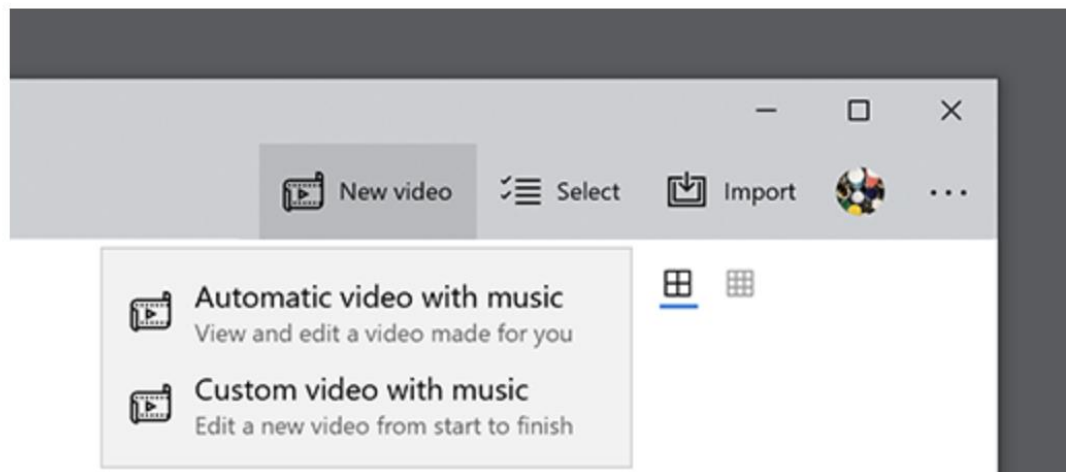 New video
Select
Import
Automatic video with music
View and edit a video made for you
Custom video with music
Edit a new video from start to finish